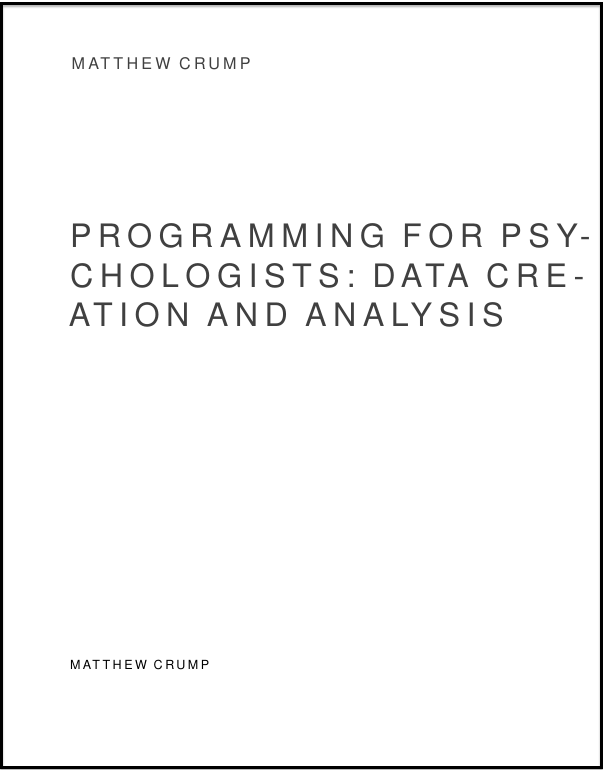 MATTHEW CRUMP
PROGRAMMING FOR PSY-
CHOLOGISTS: DATA CRE-
ATION AND ANALYSIS
MATTHEW CRUMP